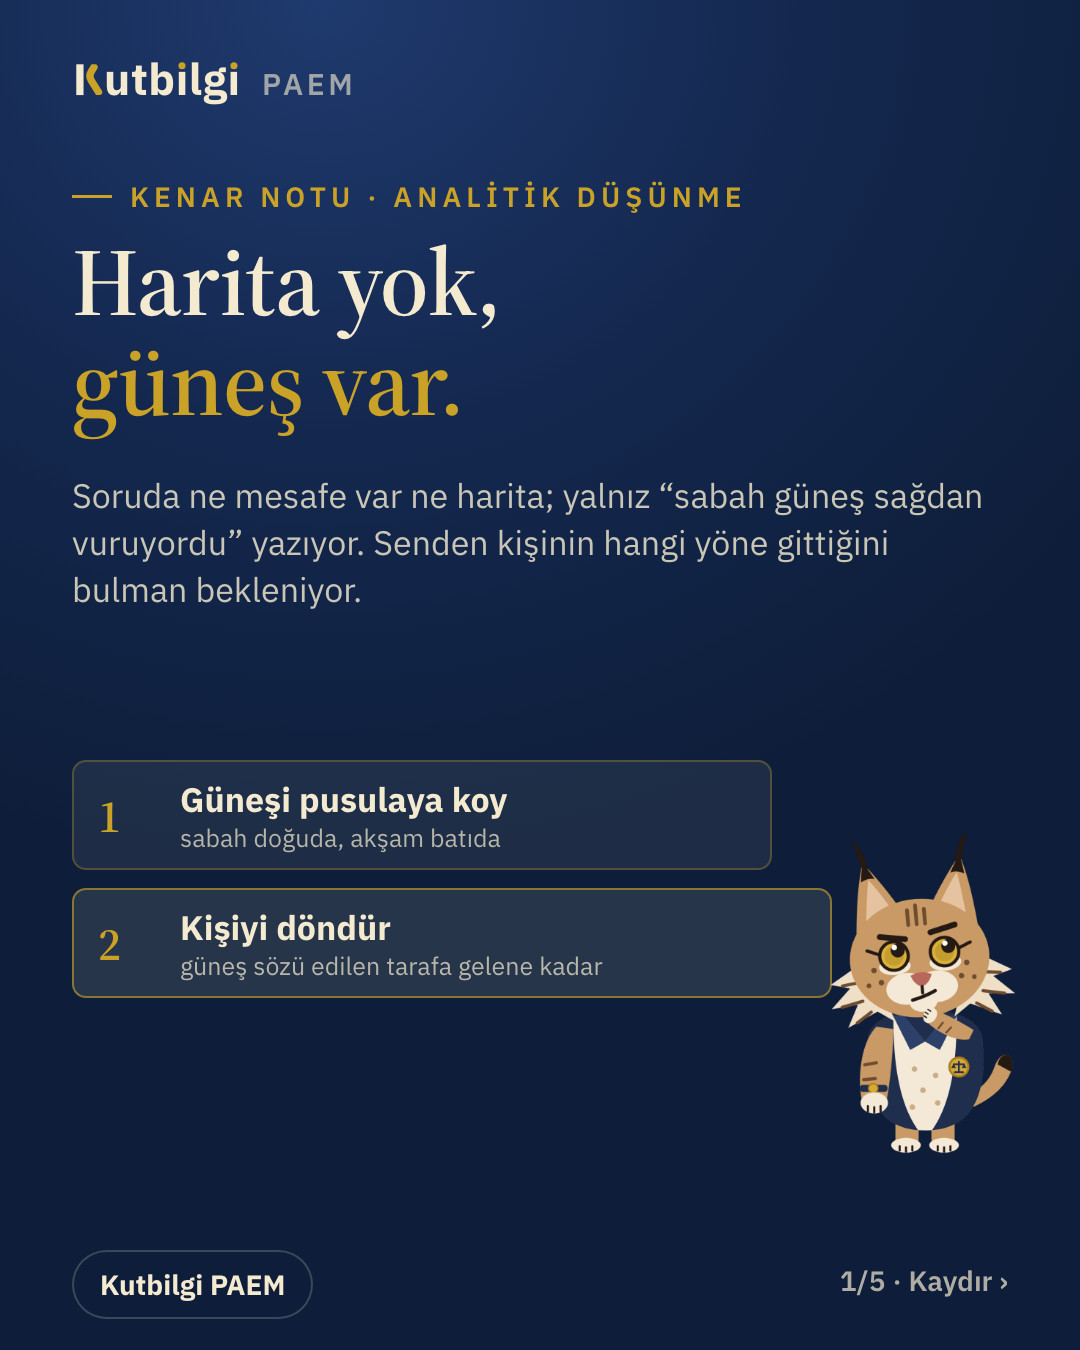 Kutbilgi PAEM
KENAR NOTU · ANALİTİK DÜŞÜNME
Harita yok,
güneş var.
Soruda ne mesafe var ne harita; yalnız “sabah güneş sağdan
vuruyordu” yazıyor. Senden kişinin hangi yöne gittiğini
bulman bekleniyor.
1 Güneşi pusulaya koy
sabah doğuda, akşam batıda
2 Kişiyi döndür
güneş sözü edilen tarafa gelene kadar
Kutbilgi PAEM
1/5 · Kaydır ›